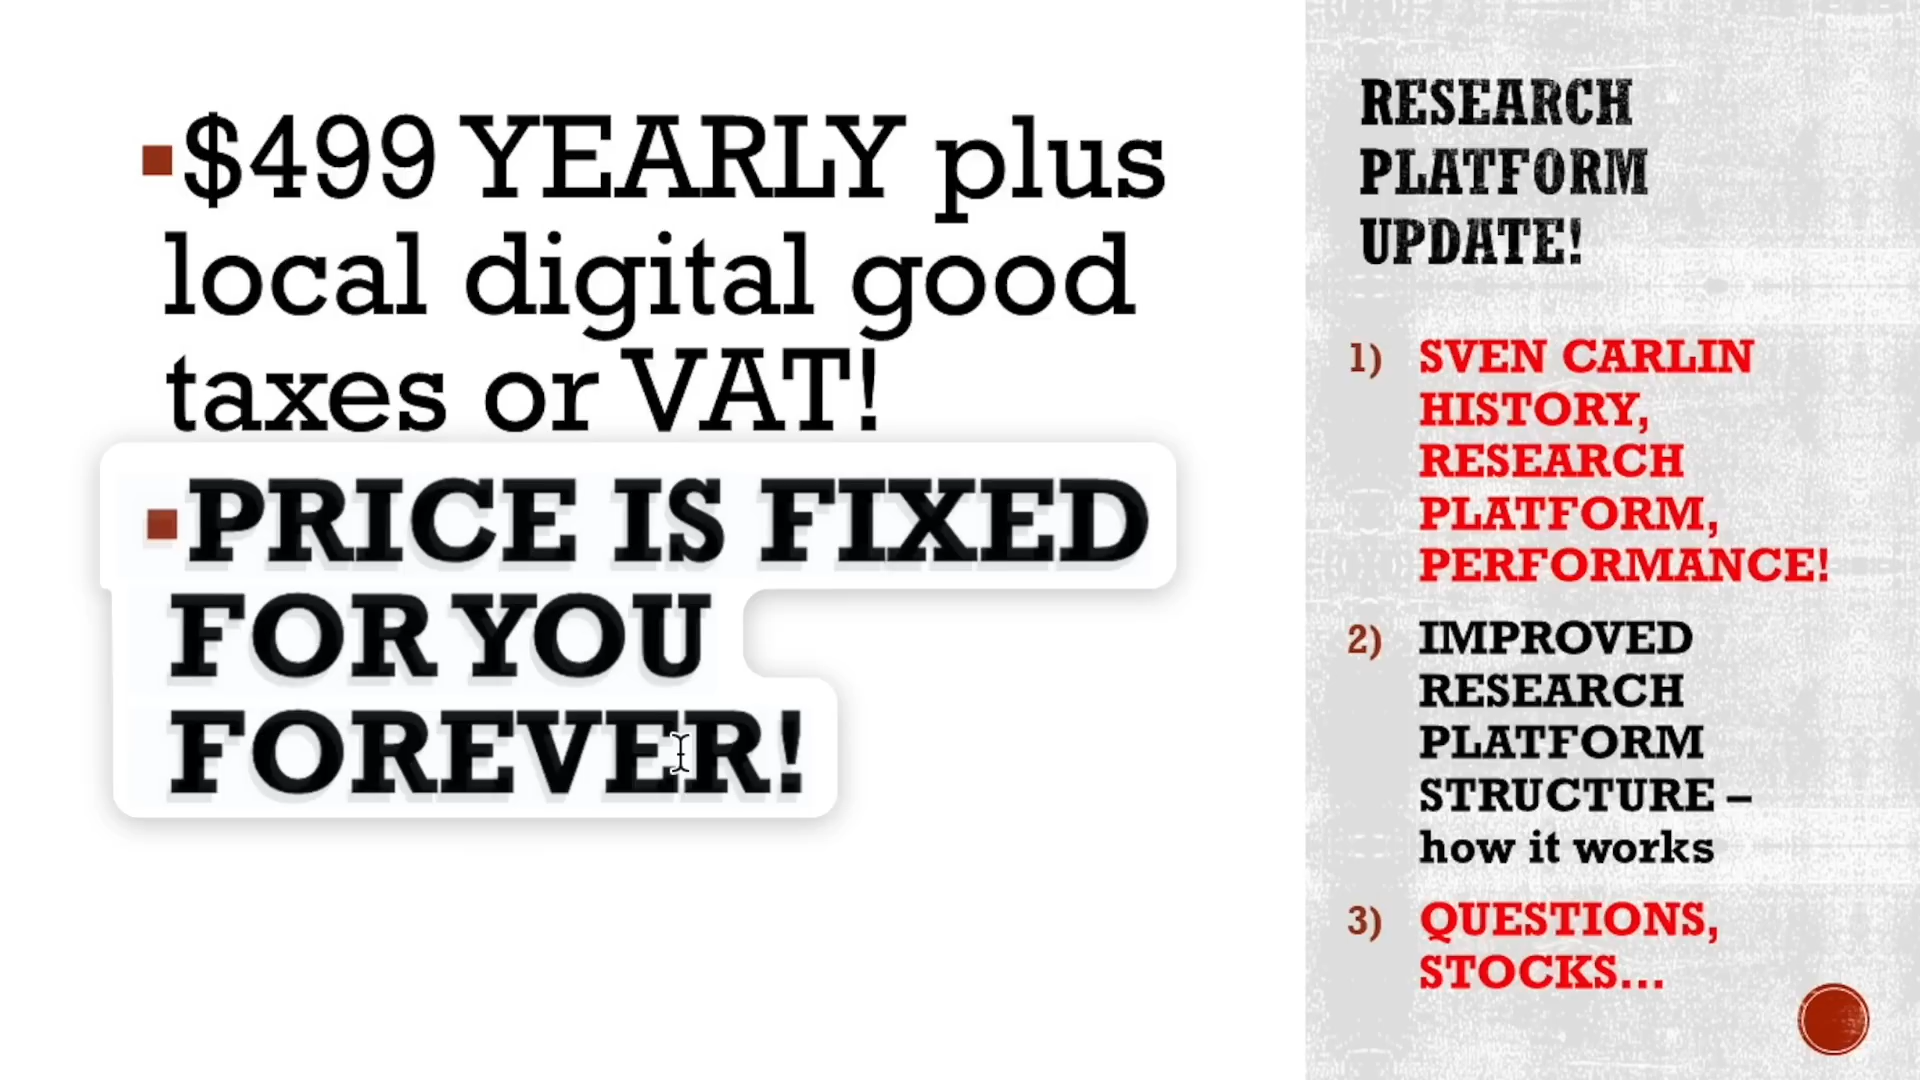 ▪$499 YEARLY plus
local digital good
taxes or VAT!
▪PRICE IS FIXED
FOR YOU
FOREVER!
RESEARCH
PLATFORM
UPDATE!
1) SVEN CARLIN
HISTORY,
RESEARCH
PLATFORM,
PERFORMANCE!
2) IMPROVED
RESEARCH
PLATFORM
STRUCTURE –
how it works
3) QUESTIONS,
STOCKS…